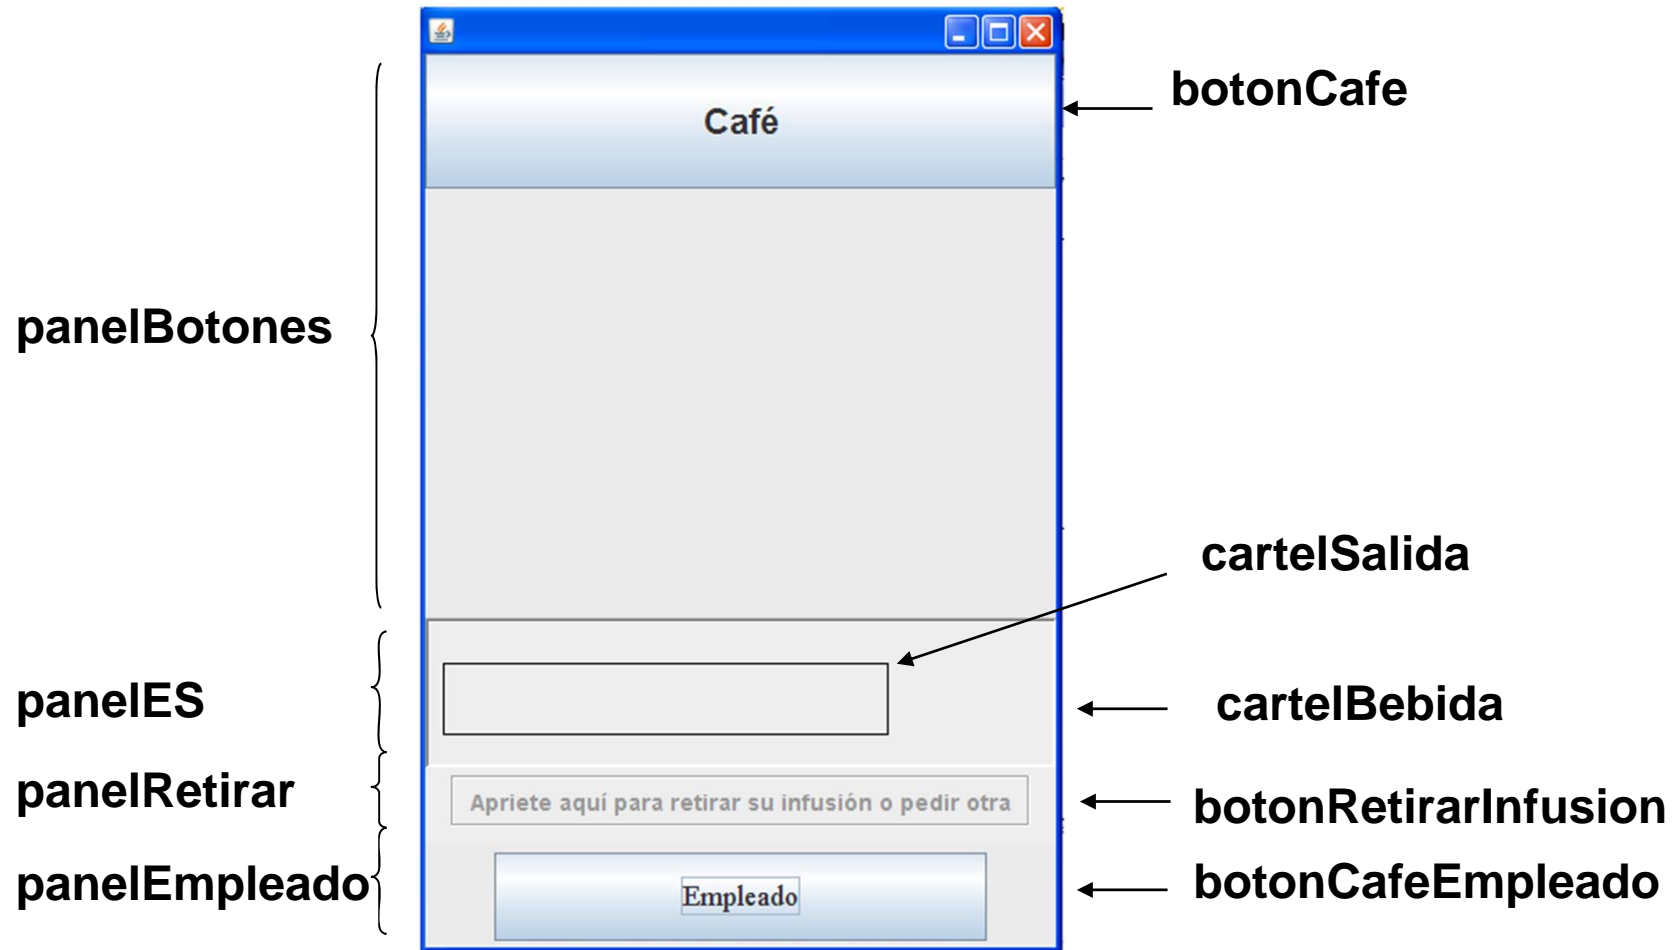 botonCafe
Café
panelBotones
cartelSalida
panelES
cartelBebida
panelRetirar
Apriete aquí para retirar su infusión o pedir otra
botonRetirarInfusion
panelEmpleado
Empleado
botonCafeEmpleado